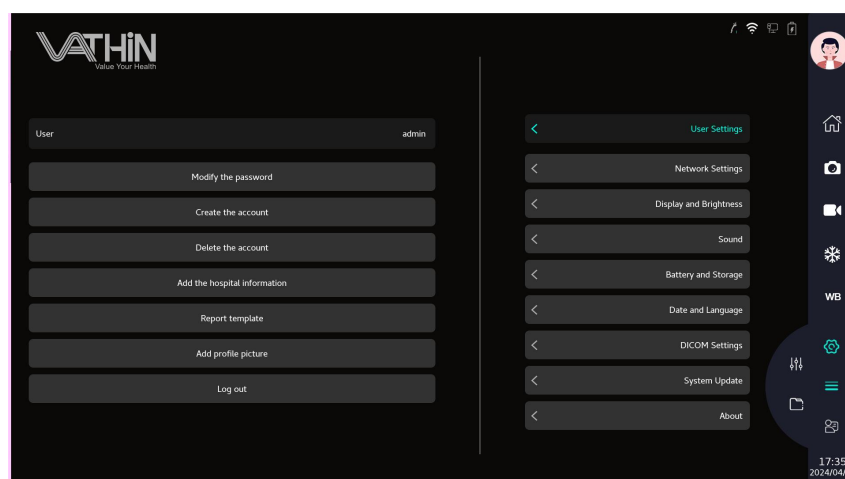 VATHiN
Value Your Health
User admin
Modify the password
Create the account
Delete the account
Add the hospital information
Report template
Add profile picture
Log out
User Settings
Network Settings
Display and Brightness
Sound
Battery and Storage
Date and Language
DICOM Settings
System Update
About
WB
17:35
2024/04/